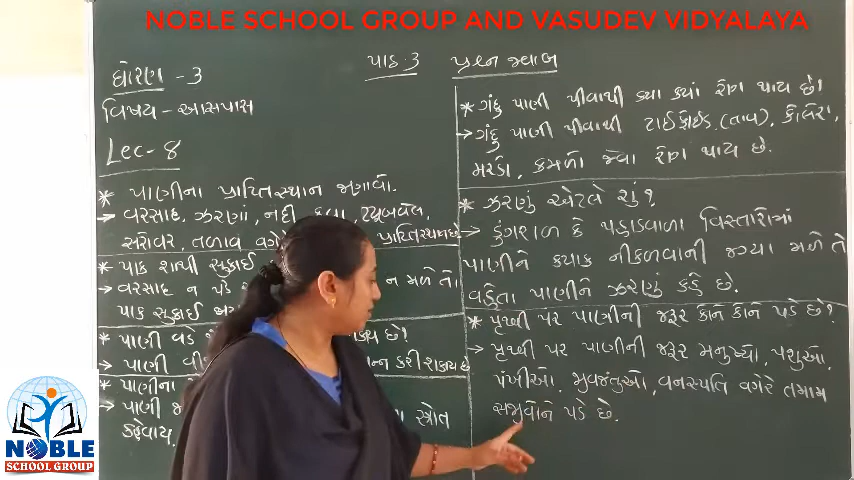 NOBLE SCHOOL GROUP AND VASUDEV VIDYALAYA
ધોરણ - 3
પાઠ 3 પ્રશ્ન જવાબ
વિષય - આસપાસ
Lec - 8
* પાણીના પ્રાપ્તિસ્થાન જણાવો.
→ વરસાદ, ઝરણાં, નદી, કૂવા, ટ્યૂબવેલ,
સરોવર, તળાવ વગે પ્રાપ્તિસ્થાન છે
* પાક શાથી સુકાઈ
→ વરસાદ ન પડે ન મળે તો
પાક સુકાઈ
* પાણી વડે છે?
→ પાણી કરી શકાય છે
* પાણીના
→ પાણી સ્ત્રોત
કહેવાય.
* ગંદુ પાણી પીવાથી ક્યા ક્યાં રોગ થાય છે?
→ ગંદુ પાણી પીવાથી ટાઈફોઈડ (તાવ), કોલેરા,
મરડો, કમળો જેવા રોગ થાય છે.
* ઝરણું એટલે શું?
→ ડુંગરાળ કે પહાડવાળા વિસ્તારોમાં
પાણીને ક્યાક નીકળવાની જગ્યા મળે તે
વહેતા પાણીને ઝરણું કહે છે.
* પૃથ્વી પર પાણીની જરૂર કોને કોને પડે છે?
→ પૃથ્વી પર પાણીની જરૂર મનુષ્યો, પશુઓ,
પંખીઓ, જીવજંતુઓ, વનસ્પતિ વગેરે તમામ
સજીવોને પડે છે.
NOBLE
SCHOOL GROUP